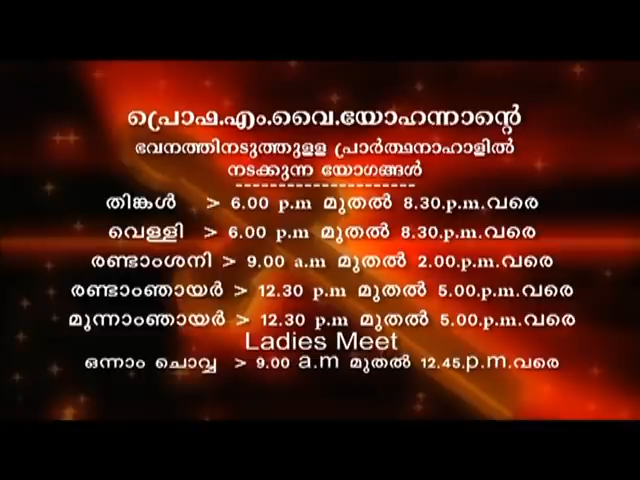 പ്രൊഫ.എം.വൈ.യോഹന്നാന്റെ
ഭവനത്തിനടുത്തുള്ള പ്രാർത്ഥനാഹാളിൽ
നടക്കുന്ന യോഗങ്ങൾ
--------------------
തിങ്കൾ > 6.00 p.m മുതൽ 8.30.p.m.വരെ
വെള്ളി > 6.00 p.m മുതൽ 8.30.p.m.വരെ
രണ്ടാംശനി > 9.00 a.m മുതൽ 2.00.p.m.വരെ
രണ്ടാംഞായർ > 12.30 p.m മുതൽ 5.00.p.m.വരെ
മൂന്നാംഞായർ > 12.30 p.m മുതൽ 5.00.p.m.വരെ
Ladies Meet
ഒന്നാം ചൊവ്വ > 9.00 a.m മുതൽ 12.45.p.m.വരെ